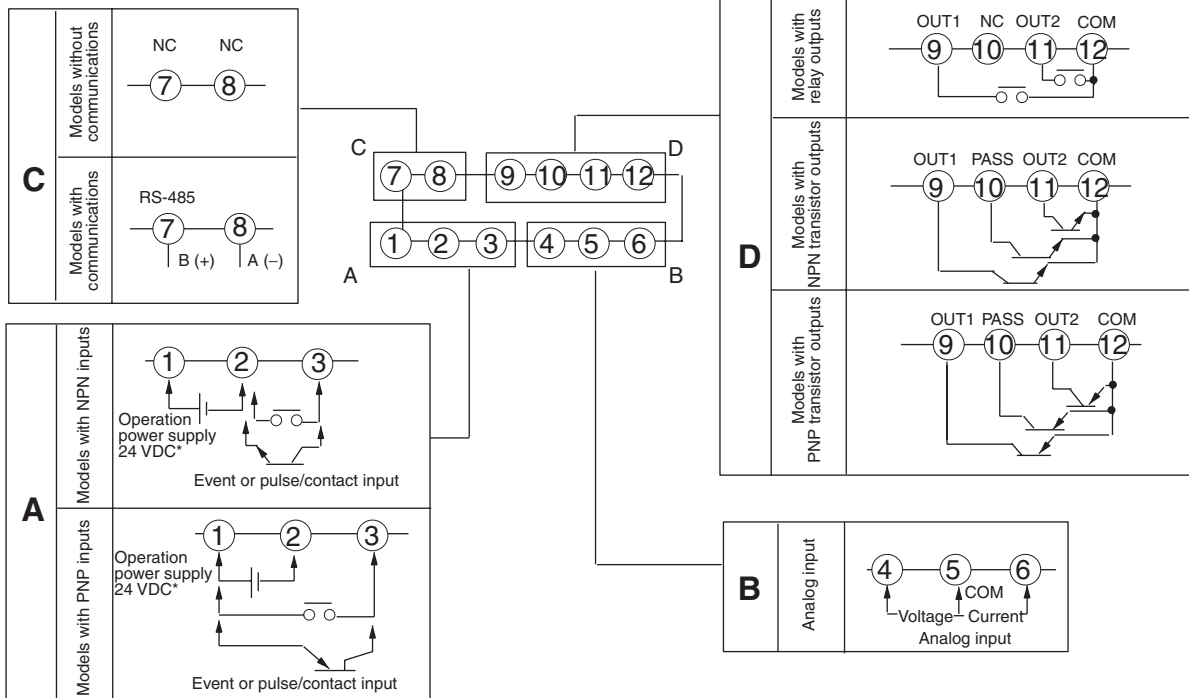 C
Models without
communications
NC NC
7 8
Models with
communications
RS-485
7 8
B (+) A (–)
C D
7 8 9 10 11 12
1 2 3 4 5 6
A B
A
Models with NPN inputs
1 2 3
Operation
power supply
24 VDC*
Event or pulse/contact input
Models with PNP inputs
1 2 3
Operation
power supply
24 VDC*
Event or pulse/contact input
D
Models with
relay outputs
OUT1 NC OUT2 COM
9 10 11 12
Models with
NPN transistor outputs
OUT1 PASS OUT2 COM
9 10 11 12
Models with
PNP transistor outputs
OUT1 PASS OUT2 COM
9 10 11 12
B
Analog input
4 5 6
COM
Voltage Current
Analog input